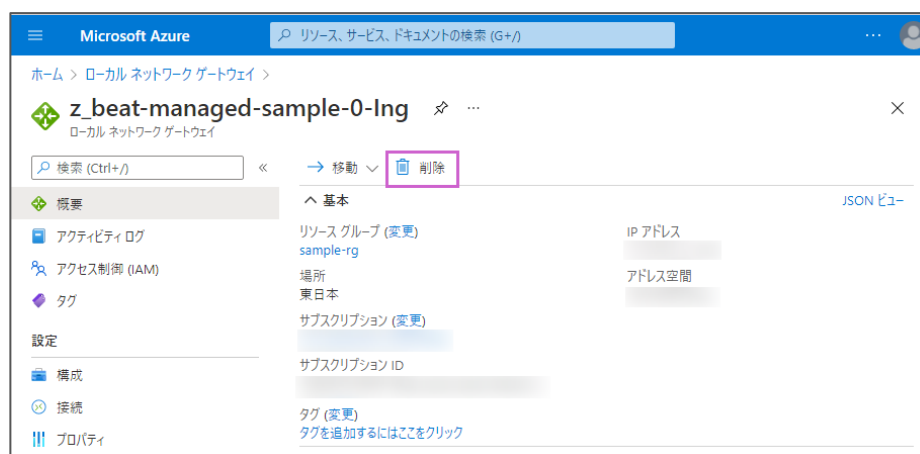 Microsoft Azure
リソース、サービス、ドキュメントの検索 (G+/)
ホーム > ローカル ネットワーク ゲートウェイ >
z_beat-managed-sample-0-lng
ローカル ネットワーク ゲートウェイ
検索 (Ctrl+/)
移動
削除
概要
アクティビティ ログ
アクセス制御 (IAM)
タグ
設定
構成
接続
プロパティ
基本
JSON ビュー
リソース グループ (変更)
sample-rg
場所
東日本
サブスクリプション (変更)
サブスクリプション ID
タグ (変更)
タグを追加するにはここをクリック
IP アドレス
アドレス空間